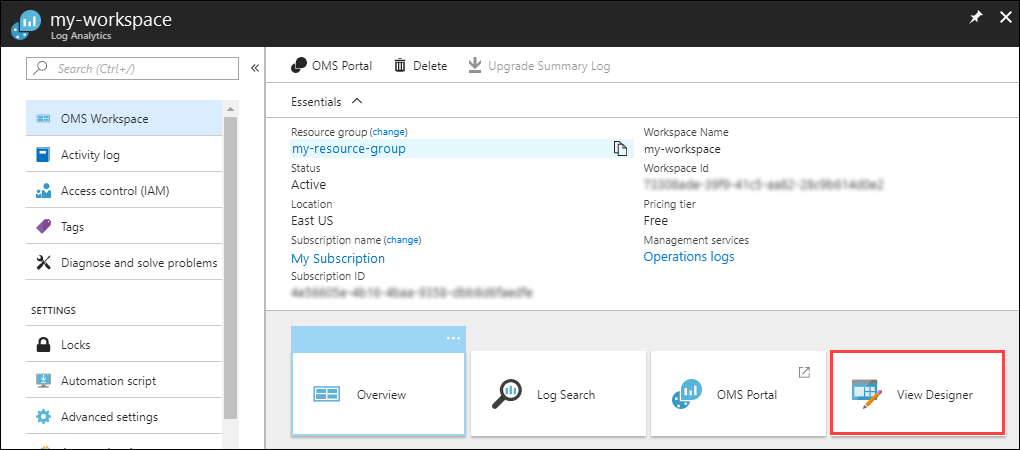 my-workspace
Log Analytics
Search (Ctrl+/)
OMS Workspace
Activity log
Access control (IAM)
Tags
Diagnose and solve problems
SETTINGS
Locks
Automation script
Advanced settings
OMS Portal
Delete
Upgrade Summary Log
Essentials
Resource group (change)
my-resource-group
Status
Active
Location
East US
Subscription name (change)
My Subscription
Subscription ID
Workspace Name
my-workspace
Workspace Id
Pricing tier
Free
Management services
Operations logs
Overview
Log Search
OMS Portal
View Designer